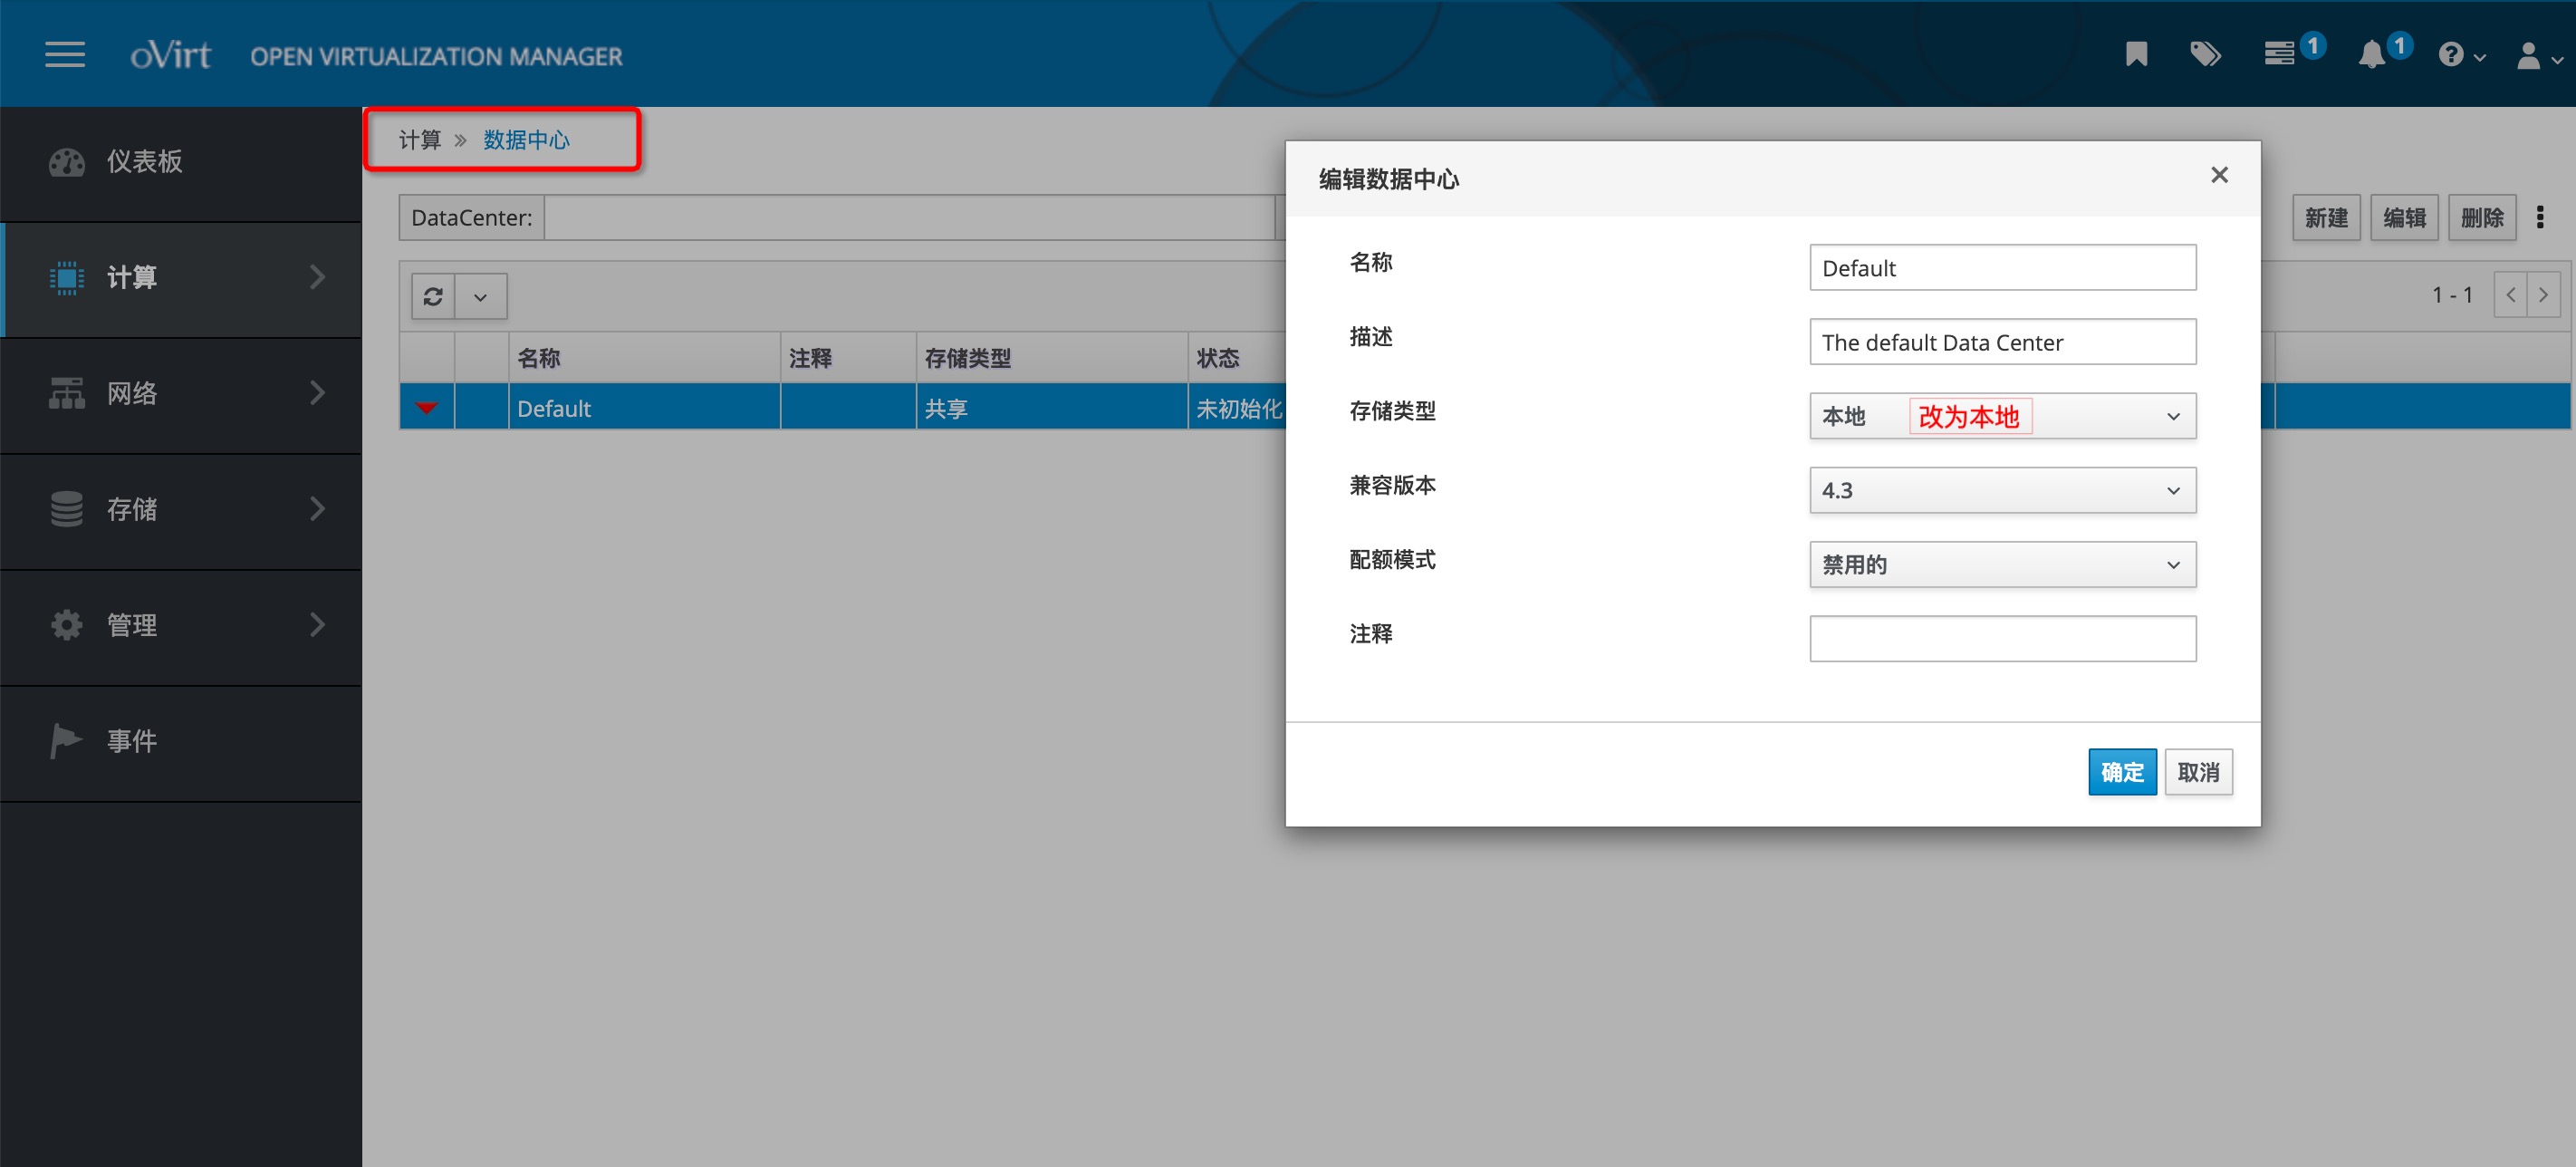 oVirt OPEN VIRTUALIZATION MANAGER 1 1
仪表板
计算
网络
存储
管理
事件
计算 » 数据中心
DataCenter:
新建 编辑 删除
1 - 1
名称 注释 存储类型 状态
Default 共享 未初始化
编辑数据中心
名称 Default
描述 The default Data Center
存储类型 本地 改为本地
兼容版本 4.3
配额模式 禁用的
注释
确定 取消